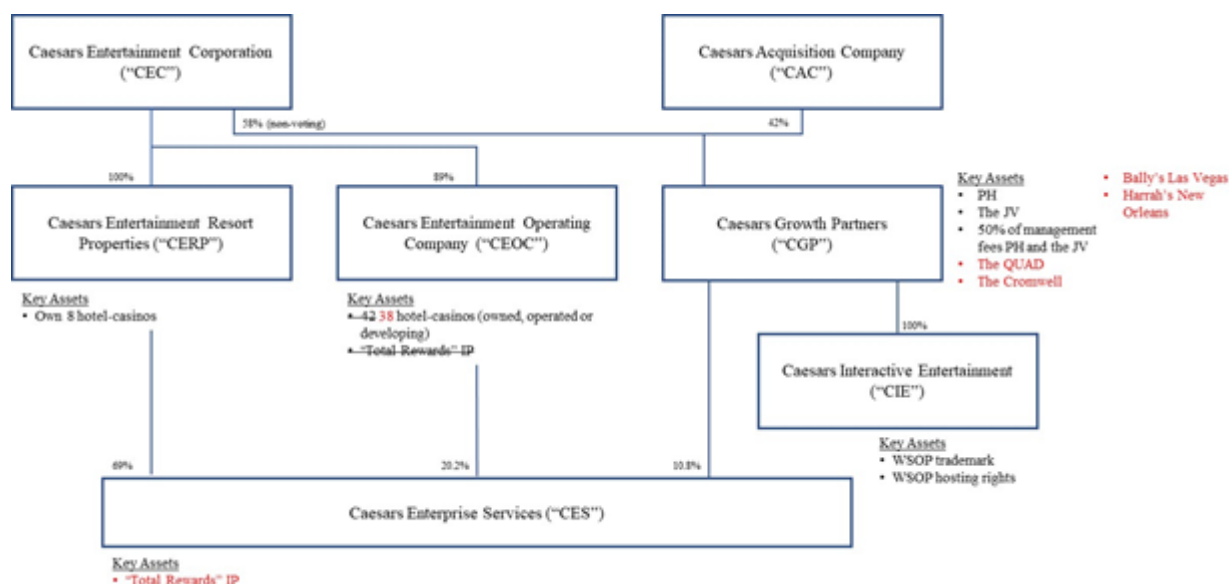 Caesars Entertainment Corporation
("CEC")
Caesars Acquisition Company
("CAC")
58% (non-voting)
42%
100%
89%
Caesars Entertainment Resort
Properties ("CERP")
Caesars Entertainment Operating
Company ("CEOC")
Caesars Growth Partners
("CGP")
Key Assets
• PH
• The JV
• 50% of management
fees PH and the JV
• The QUAD
• The Cromwell
• Bally's Las Vegas
• Harrah's New
Orleans
Key Assets
• Own 8 hotel-casinos
Key Assets
• 42 38 hotel-casinos (owned, operated or
developing)
• "Total Rewards" IP
100%
Caesars Interactive Entertainment
("CIE")
Key Assets
• WSOP trademark
• WSOP hosting rights
69%
20.2%
10.8%
Caesars Enterprise Services ("CES")
Key Assets
• "Total Rewards" IP